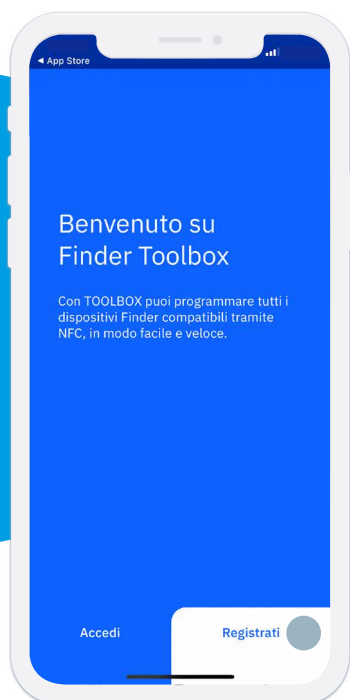 ◀ App Store
Benvenuto su
Finder Toolbox
Con TOOLBOX puoi programmare tutti i
dispositivi Finder compatibili tramite
NFC, in modo facile e veloce.
Accedi
Registrati